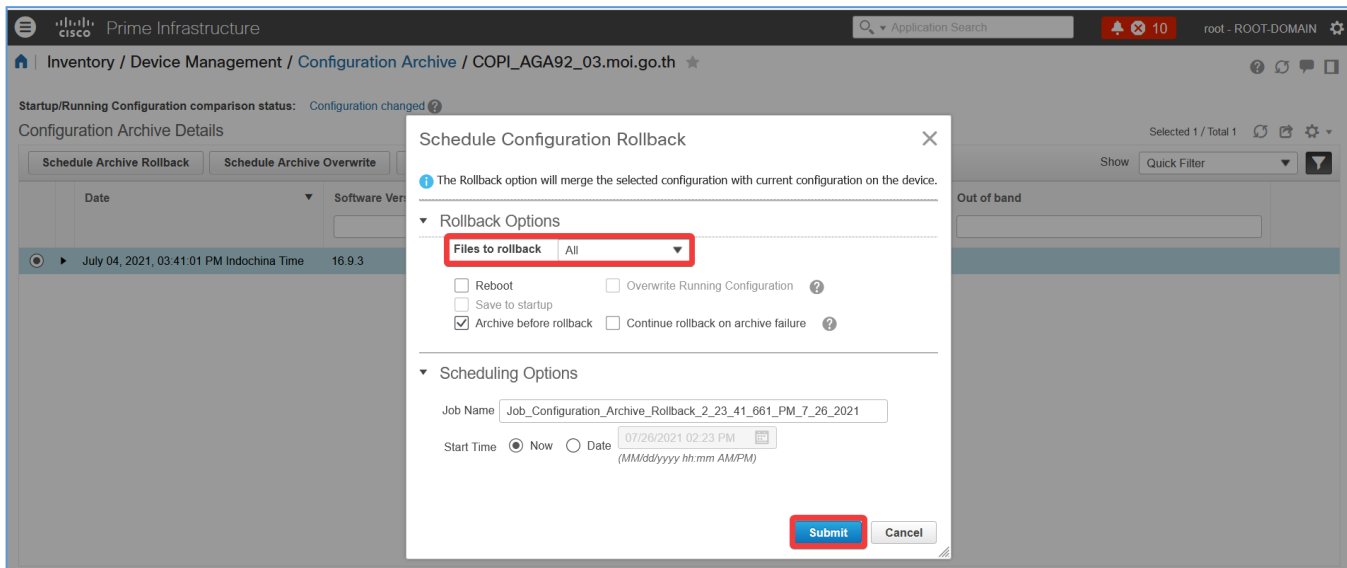 cisco Prime Infrastructure
Application Search
10
root - ROOT-DOMAIN
Inventory / Device Management / Configuration Archive / COPI_AGA92_03.moi.go.th
Startup/Running Configuration comparison status: Configuration changed
Configuration Archive Details
Selected 1 / Total 1
Schedule Archive Rollback
Schedule Archive Overwrite
Show
Quick Filter
Date
Software Vers
Out of band
July 04, 2021, 03:41:01 PM Indochina Time
16.9.3
Schedule Configuration Rollback
The Rollback option will merge the selected configuration with current configuration on the device.
Rollback Options
Files to rollback All
Reboot
Overwrite Running Configuration
Save to startup
Archive before rollback
Continue rollback on archive failure
Scheduling Options
Job Name Job_Configuration_Archive_Rollback_2_23_41_661_PM_7_26_2021
Start Time Now Date 07/26/2021 02:23 PM
(MM/dd/yyyy hh:mm AM/PM)
Submit
Cancel